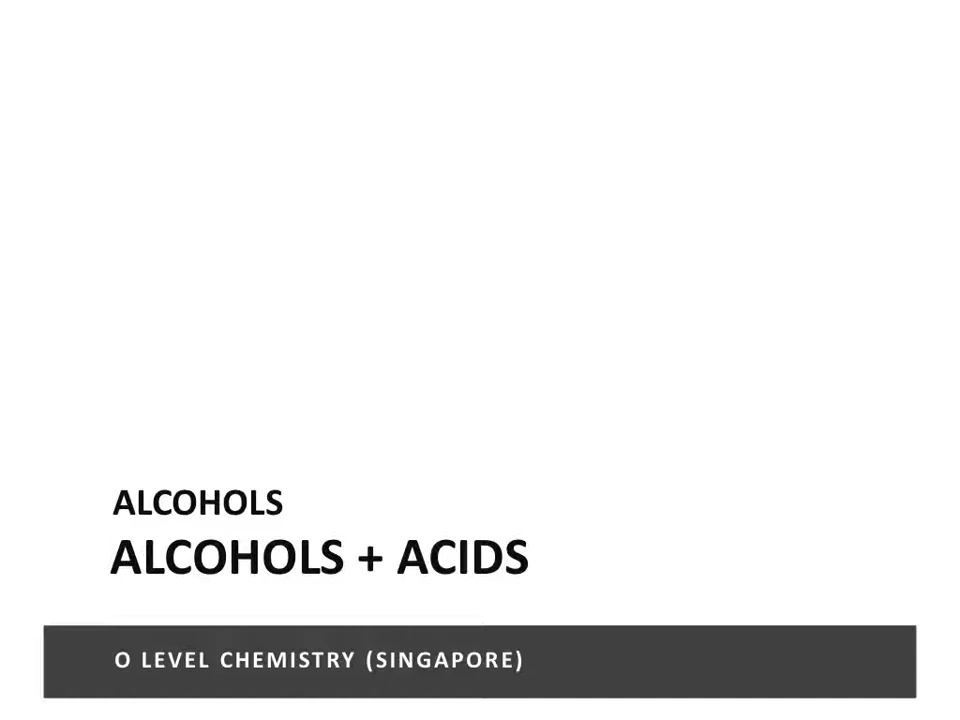 ALCOHOLS
ALCOHOLS + ACIDS
O LEVEL CHEMISTRY (SINGAPORE)